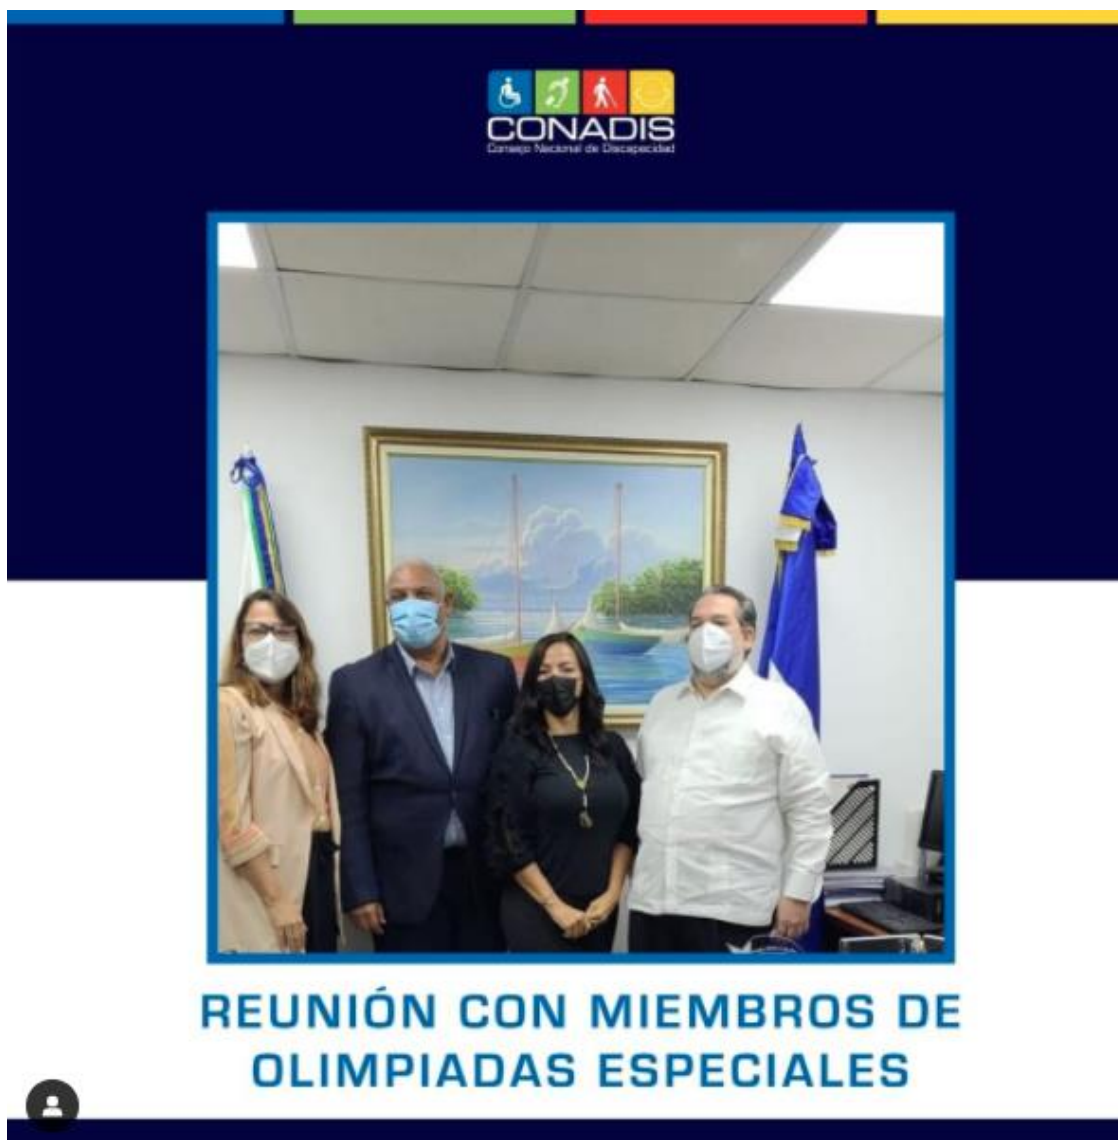 CONADIS
Consejo Nacional de Discapacidad
REUNIÓN CON MIEMBROS DE
OLIMPIADAS ESPECIALES